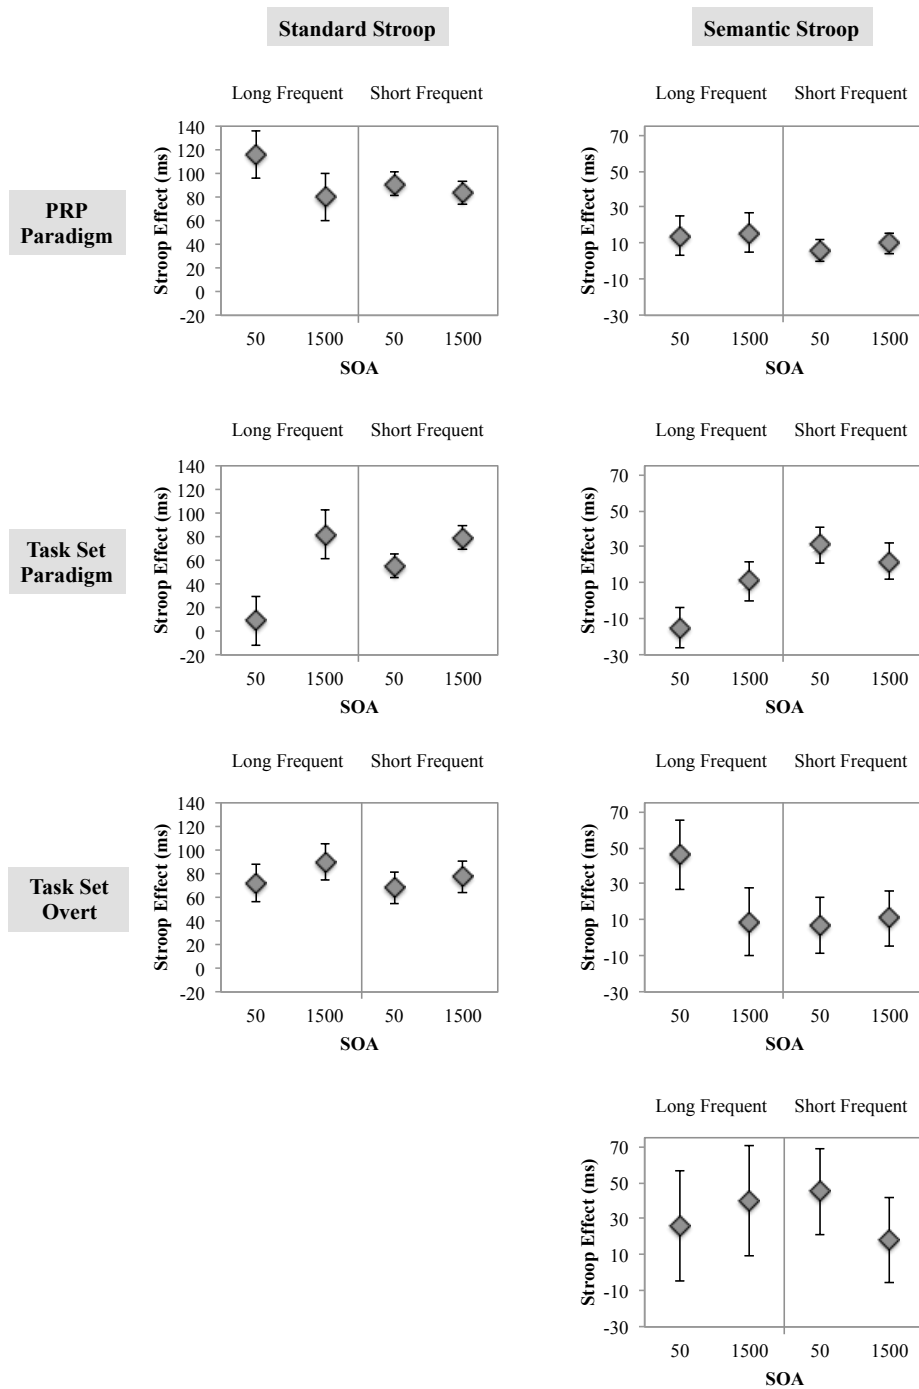 Standard Stroop
Semantic Stroop
PRP
Paradigm
Long Frequent
Short Frequent
Stroop Effect (ms)
140
120
100
80
60
40
20
0
-20
50
1500
50
1500
SOA
Long Frequent
Short Frequent
Stroop Effect (ms)
70
50
30
10
-10
-30
50
1500
50
1500
SOA
Task Set
Paradigm
Long Frequent
Short Frequent
Stroop Effect (ms)
140
120
100
80
60
40
20
0
-20
50
1500
50
1500
SOA
Long Frequent
Short Frequent
Stroop Effect (ms)
70
50
30
10
-10
-30
50
1500
50
1500
SOA
Task Set
Overt
Long Frequent
Short Frequent
Stroop Effect (ms)
140
120
100
80
60
40
20
0
-20
50
1500
50
1500
SOA
Long Frequent
Short Frequent
Stroop Effect (ms)
70
50
30
10
-10
-30
50
1500
50
1500
SOA
Long Frequent
Short Frequent
Stroop Effect (ms)
70
50
30
10
-10
-30
50
1500
50
1500
SOA